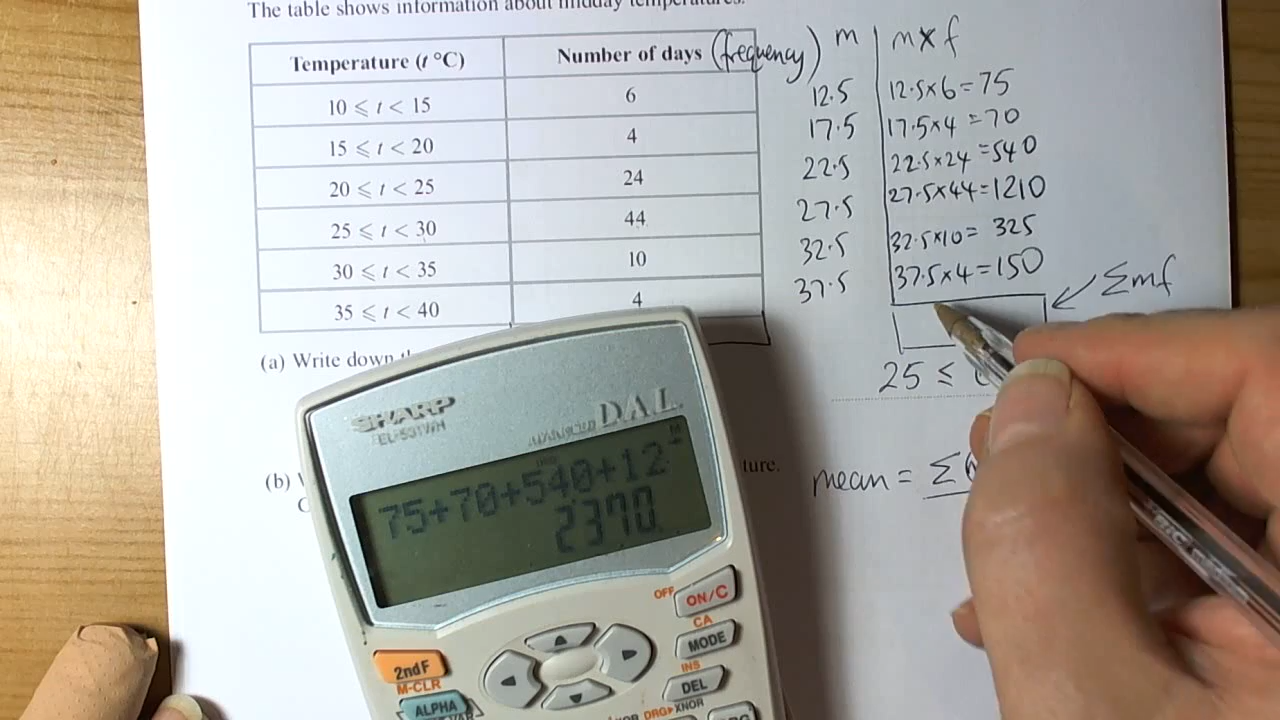 The table shows information about midday temperatures.
Temperature (t °C) Number of days (frequency) m m×f
10 ⩽ t < 15 6 12.5 12.5×6=75
15 ⩽ t < 20 4 17.5 17.5×4=70
20 ⩽ t < 25 24 22.5 22.5×24=540
25 ⩽ t < 30 44 27.5 27.5×44=1210
30 ⩽ t < 35 10 32.5 32.5×10=325
35 ⩽ t < 40 4 37.5 37.5×4=150
Σmf
(a) Write down
25 ≤
(b)
ture.
mean = Σ
SHARP
EL-531WH
ADVANCED DAL
M
75+70+540+12
2370.
OFF
ON/C
CA
MODE
2ndF
M-CLR
ALPHA
INS
DEL
DRG▸
XNOR